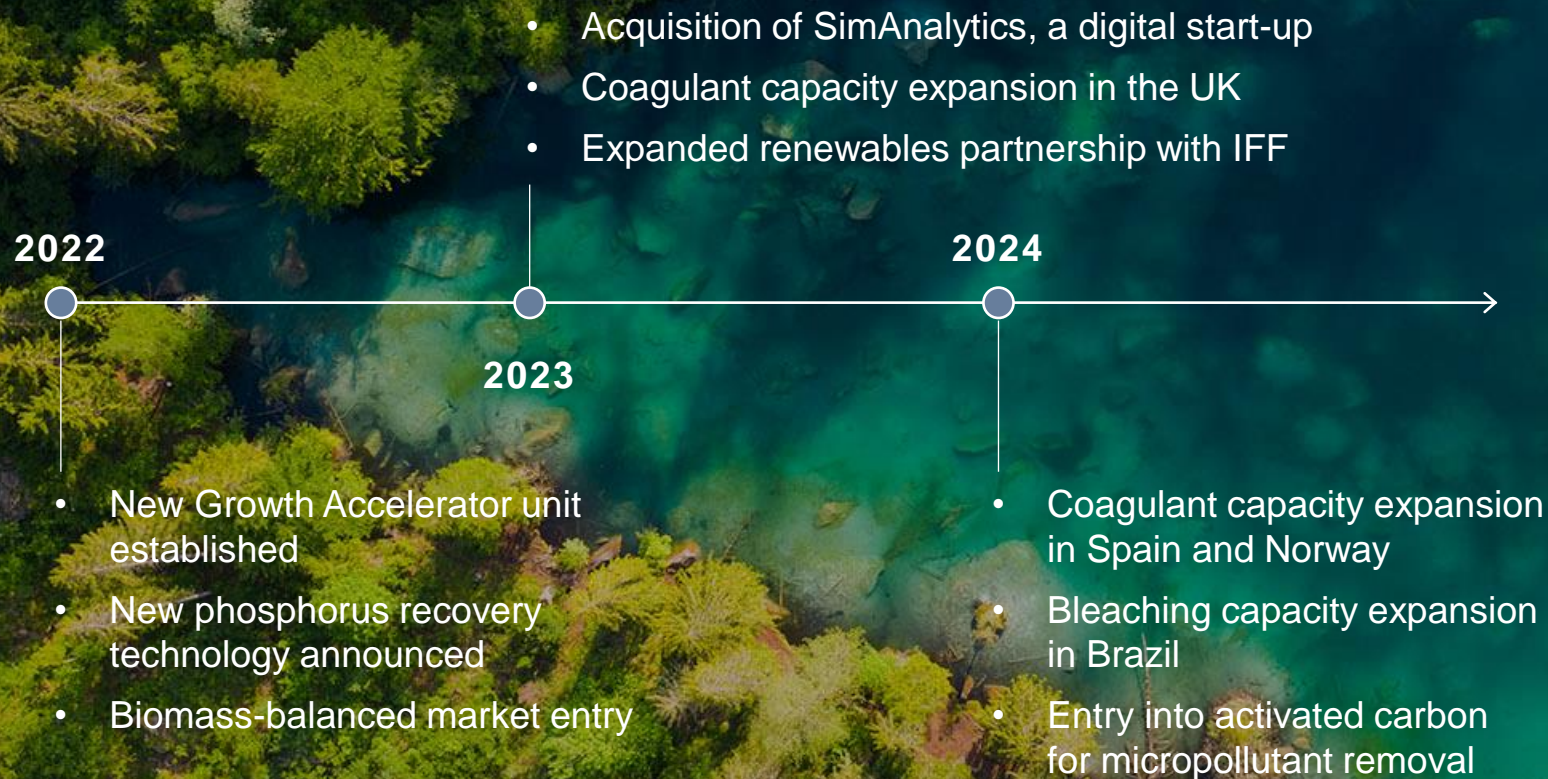 • Acquisition of SimAnalytics, a digital start-up
• Coagulant capacity expansion in the UK
• Expanded renewables partnership with IFF
2022
2024
2023
• New Growth Accelerator unit
established
• New phosphorus recovery
technology announced
• Biomass-balanced market entry
• Coagulant capacity expansion
in Spain and Norway
• Bleaching capacity expansion
in Brazil
• Entry into activated carbon
for micropollutant removal